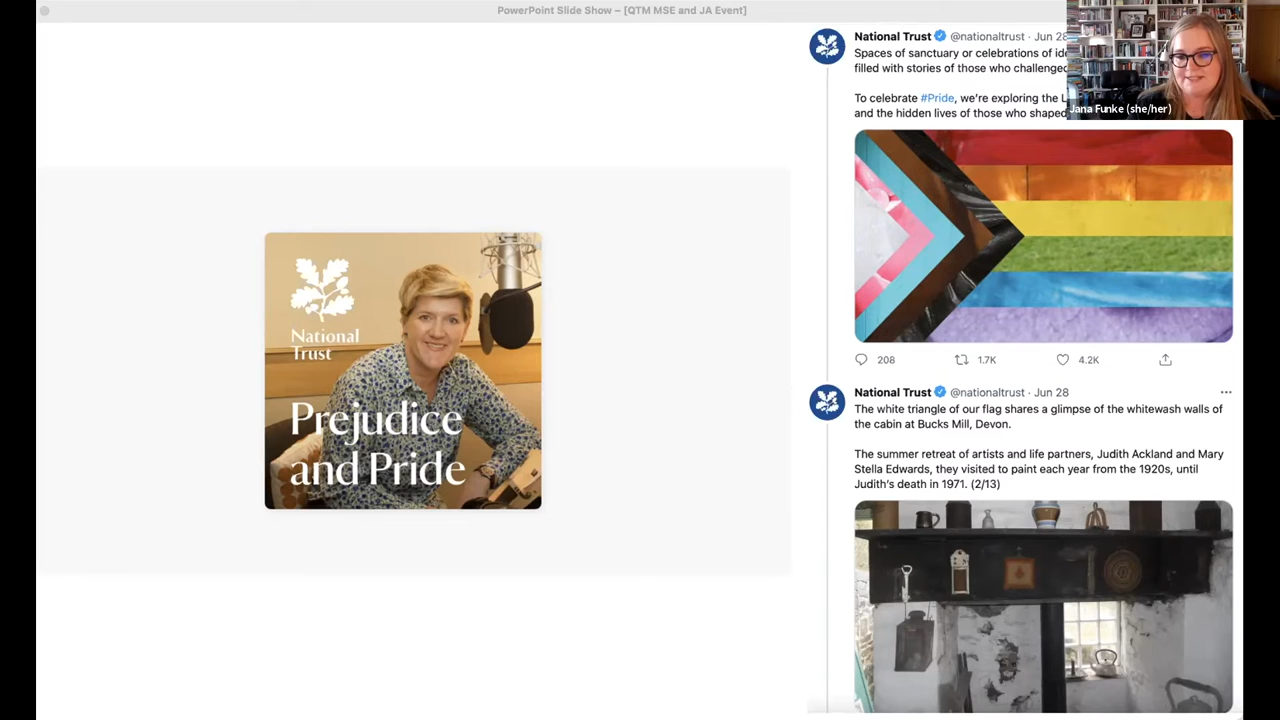 PowerPoint Slide Show – [QTM MSE and JA Event]
National
Trust
Prejudice
and Pride
National Trust @nationaltrust · Jun 28
Spaces of sanctuary or celebrations of
filled with stories of those who challenged
To celebrate #Pride, we're exploring the
and the hidden lives of those who shaped
Jana Funke (she/her)
208
1.7K
4.2K
National Trust @nationaltrust · Jun 28
The white triangle of our flag shares a glimpse of the whitewash walls of
the cabin at Bucks Mill, Devon.
The summer retreat of artists and life partners, Judith Ackland and Mary
Stella Edwards, they visited to paint each year from the 1920s, until
Judith's death in 1971. (2/13)